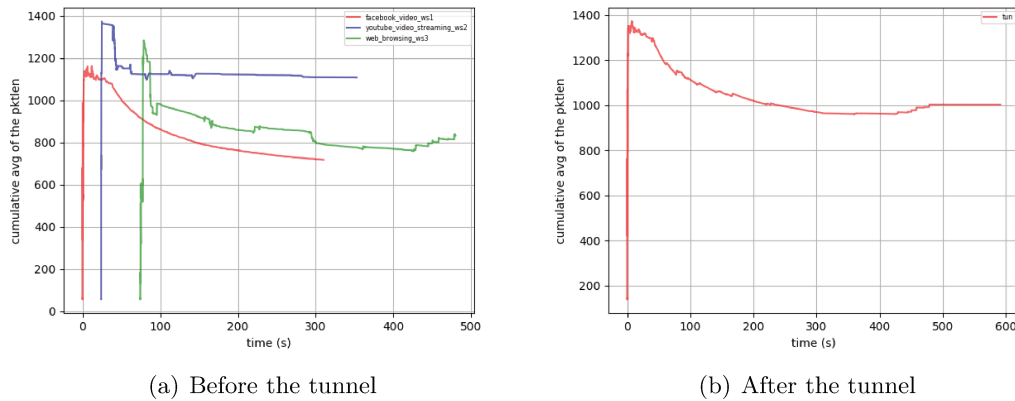 facebook_video_ws1
youtube_video_streaming_ws2
web_browsing_ws3
cumulative avg of the pktlen
1400
1200
1000
800
600
400
200
0
0 100 200 300 400 500
time (s)
(a) Before the tunnel
tun
cumulative avg of the pktlen
1400
1200
1000
800
600
400
200
0 100 200 300 400 500 600
time (s)
(b) After the tunnel